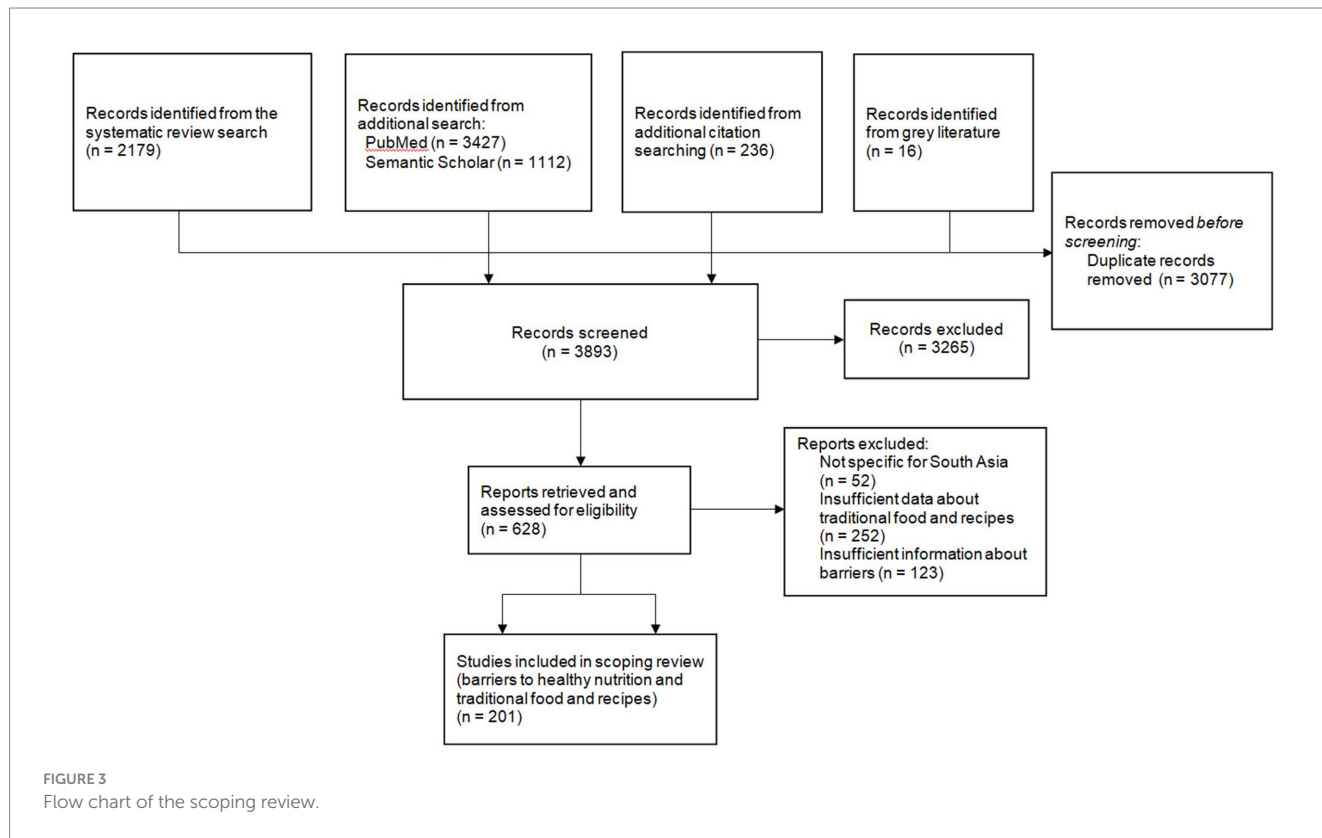 Records identified from the
systematic review search
(n = 2179)
Records identified from
additional search:
PubMed (n = 3427)
Semantic Scholar (n = 1112)
Records identified from
additional citation
searching (n = 236)
Records identified
from grey literature
(n = 16)
Records removed before
screening:
Duplicate records
removed (n = 3077)
Records screened
(n = 3893)
Records excluded
(n = 3265)
Reports retrieved and
assessed for eligibility
(n = 628)
Reports excluded:
Not specific for South Asia
(n = 52)
Insufficient data about
traditional food and recipes
(n = 252)
Insufficient information about
barriers (n = 123)
Studies included in scoping review
(barriers to healthy nutrition and
traditional food and recipes)
(n = 201)
FIGURE 3
Flow chart of the scoping review.